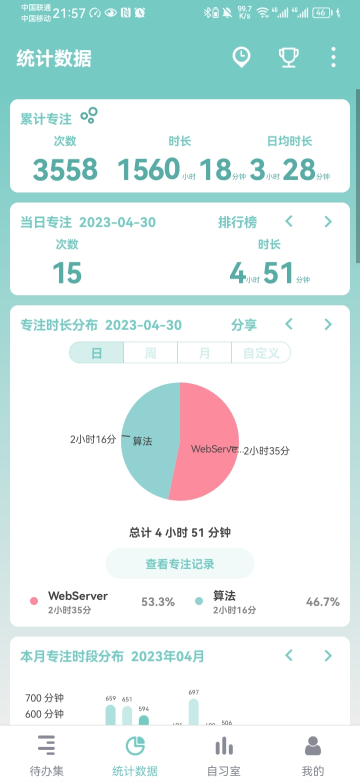 中国联通
中国移动 21:57 99.7 K/s 4G 4G 46
统计数据
累计专注
次数 时长 日均时长
3558 1560小时18分钟 3小时28分钟
当日专注 2023-04-30 排行榜
次数 时长
15 4小时51分钟
专注时长分布 2023-04-30 分享
日 周 月 自定义
2小时16分 算法
WebServe... 2小时35分
总计 4 小时 51 分钟
查看专注记录
WebServer 53.3% 算法 46.7%
2小时35分 2小时16分
本月专注时段分布 2023年04月
700 分钟 659 651 697
600 分钟 594 506
待办集 统计数据 自习室 我的